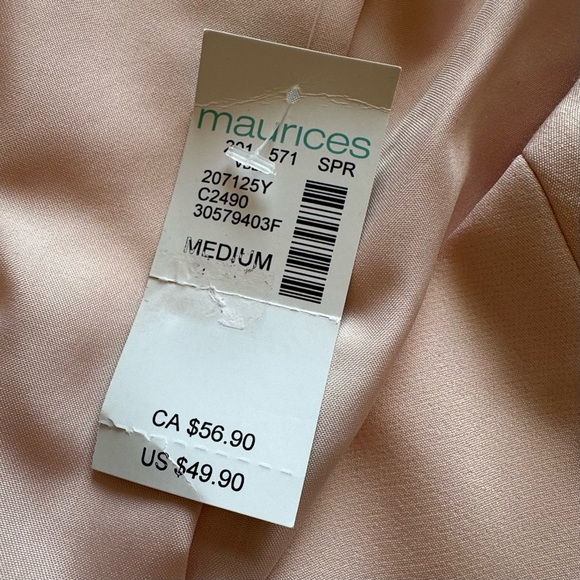 maurices
571 SPR
207125Y
C2490
30579403F
MEDIUM
CA $56.90
US $49.90